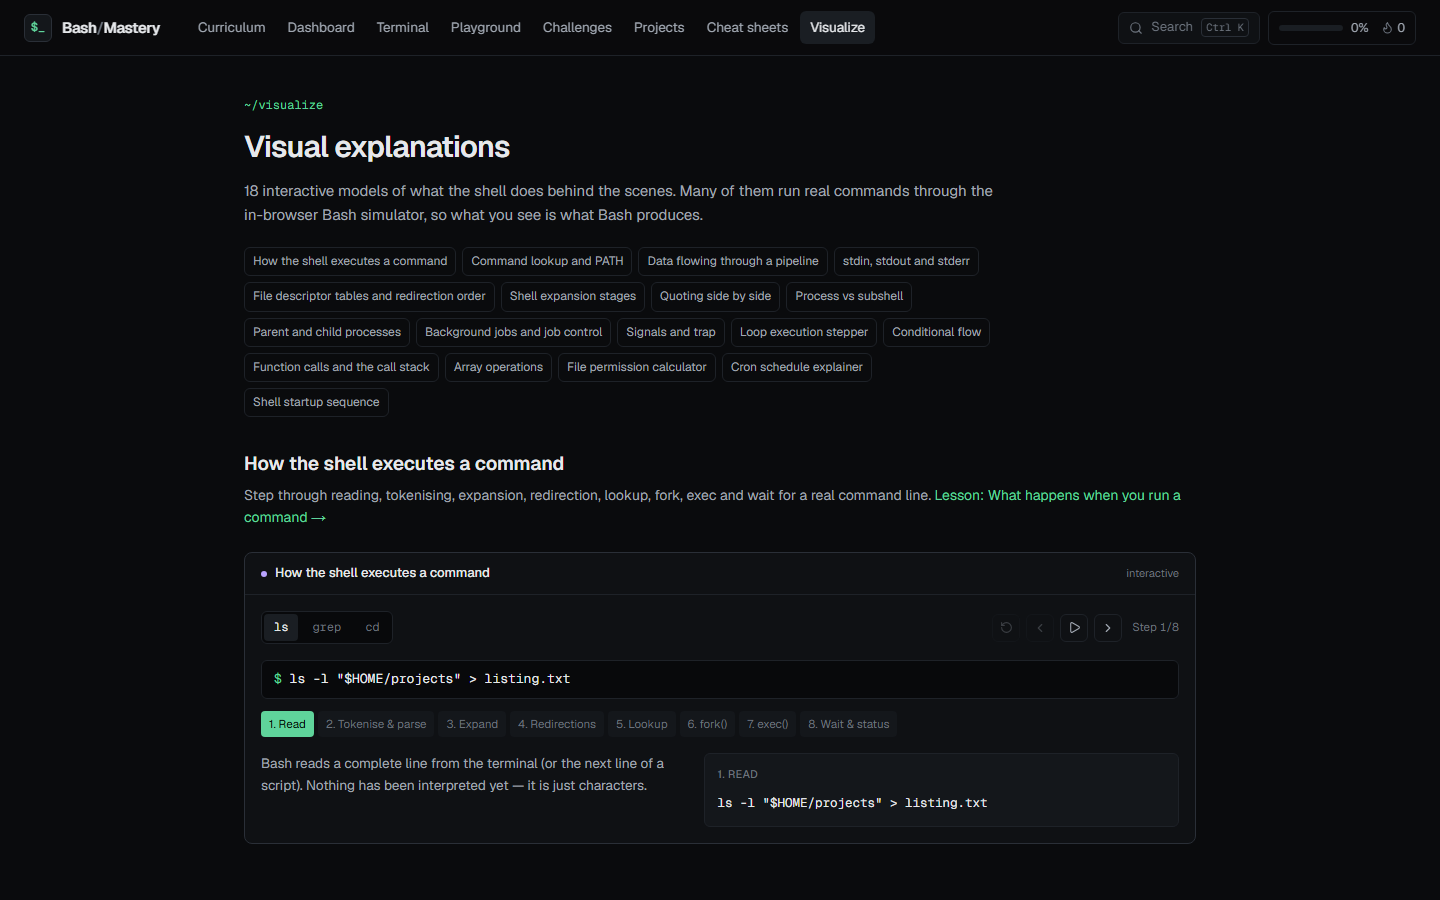 $_ Bash/Mastery Curriculum Dashboard Terminal Playground Challenges Projects Cheat sheets Visualize Search Ctrl K 0% 0
~/visualize
Visual explanations
18 interactive models of what the shell does behind the scenes. Many of them run real commands through the
in-browser Bash simulator, so what you see is what Bash produces.
How the shell executes a command Command lookup and PATH Data flowing through a pipeline stdin, stdout and stderr
File descriptor tables and redirection order Shell expansion stages Quoting side by side Process vs subshell
Parent and child processes Background jobs and job control Signals and trap Loop execution stepper Conditional flow
Function calls and the call stack Array operations File permission calculator Cron schedule explainer
Shell startup sequence
How the shell executes a command
Step through reading, tokenising, expansion, redirection, lookup, fork, exec and wait for a real command line. Lesson: What happens when you run a
command →
How the shell executes a command interactive
ls grep cd Step 1/8
$ ls -l "$HOME/projects" > listing.txt
1. Read 2. Tokenise & parse 3. Expand 4. Redirections 5. Lookup 6. fork() 7. exec() 8. Wait & status
Bash reads a complete line from the terminal (or the next line of a
script). Nothing has been interpreted yet — it is just characters.
1. READ
ls -l "$HOME/projects" > listing.txt